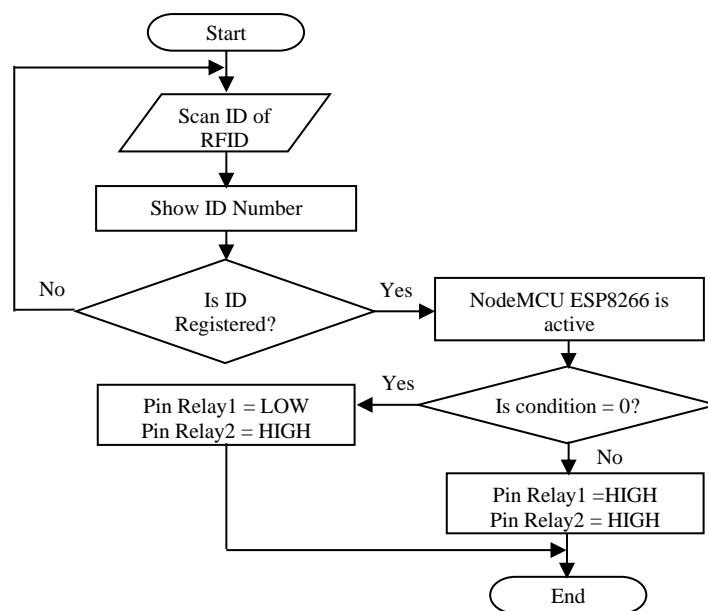 Start
Scan ID of
RFID
Show ID Number
No
Is ID
Registered?
Yes
NodeMCU ESP8266 is
active
Yes
Is condition = 0?
Pin Relay1 = LOW
Pin Relay2 = HIGH
No
Pin Relay1 =HIGH
Pin Relay2 = HIGH
End